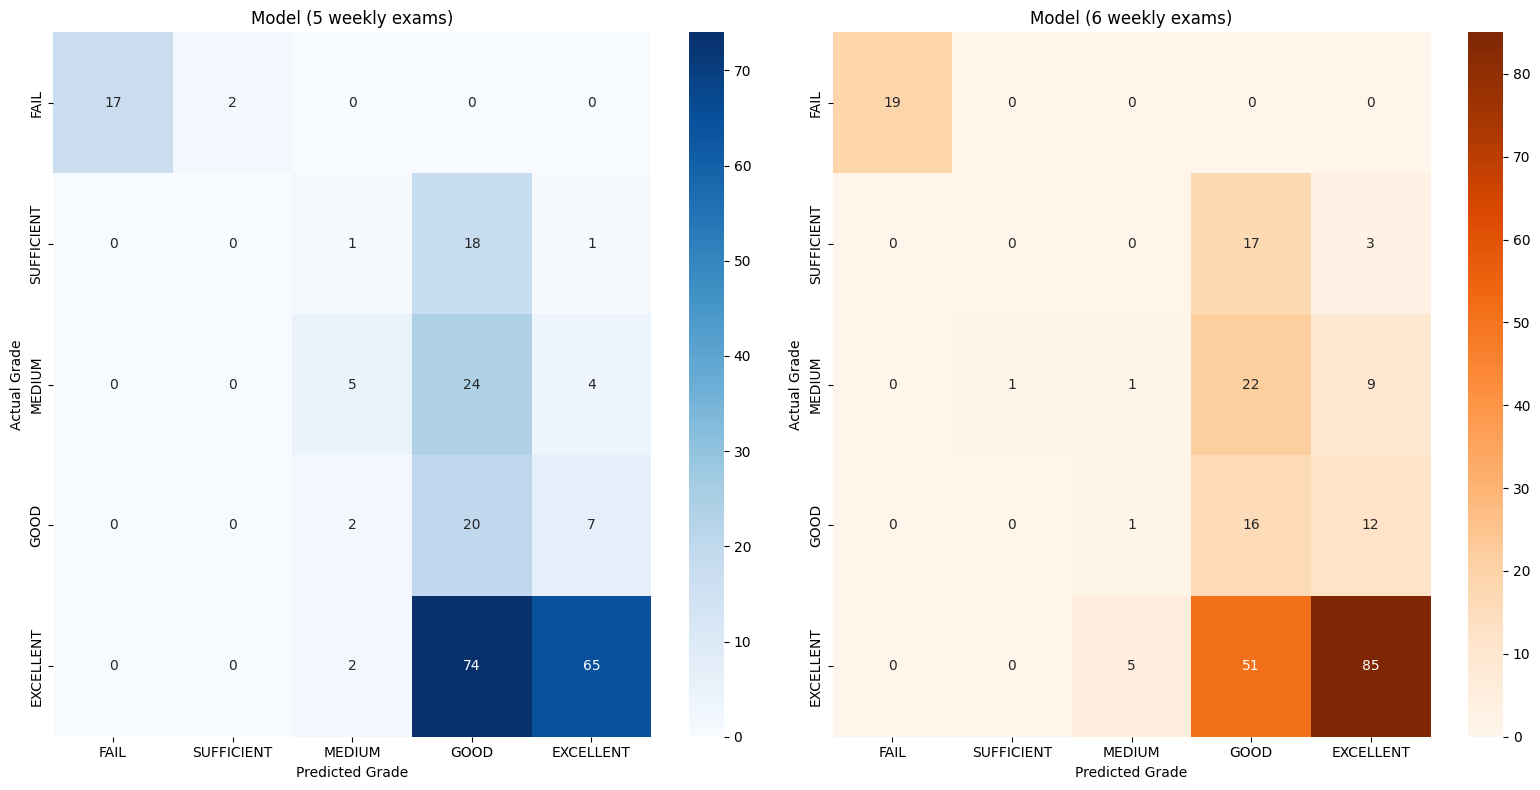 Model (5 weekly exams)
Actual Grade
FAIL 17 2 0 0 0
SUFFICIENT 0 0 1 18 1
MEDIUM 0 0 5 24 4
GOOD 0 0 2 20 7
EXCELLENT 0 0 2 74 65
FAIL SUFFICIENT MEDIUM GOOD EXCELLENT
Predicted Grade
70
60
50
40
30
20
10
0
Model (6 weekly exams)
Actual Grade
FAIL 19 0 0 0 0
SUFFICIENT 0 0 0 17 3
MEDIUM 0 1 1 22 9
GOOD 0 0 1 16 12
EXCELLENT 0 0 5 51 85
FAIL SUFFICIENT MEDIUM GOOD EXCELLENT
Predicted Grade
80
70
60
50
40
30
20
10
0